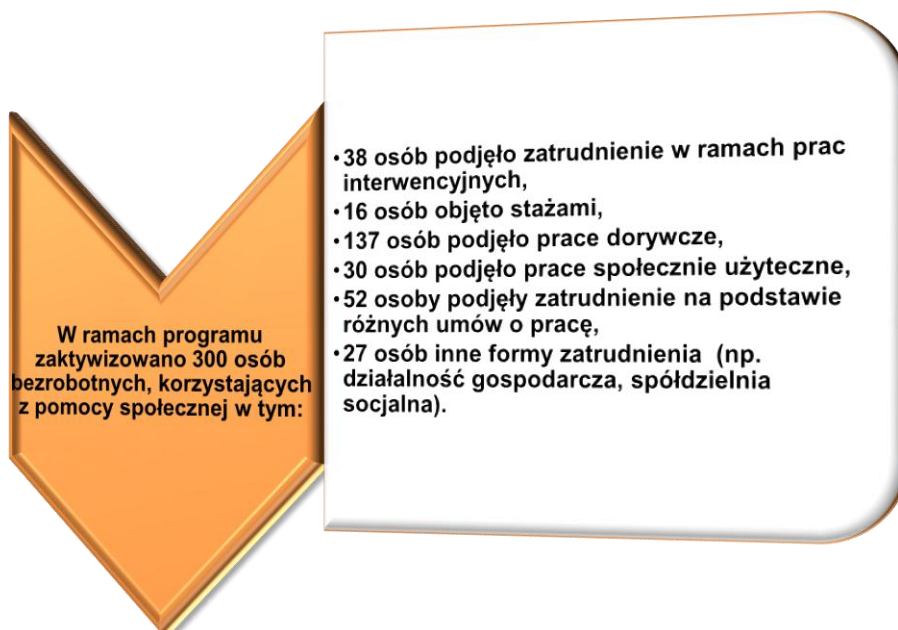 W ramach programu
zaktywizowano 300 osób
bezrobotnych, korzystających
z pomocy społecznej w tym:
•38 osób podjęło zatrudnienie w ramach prac
interwencyjnych,
•16 osób objęto stażami,
•137 osób podjęło prace dorywcze,
•30 osób podjęło prace społecznie użyteczne,
•52 osoby podjęły zatrudnienie na podstawie
różnych umów o pracę,
•27 osób inne formy zatrudnienia (np.
działalność gospodarcza, spółdzielnia
socjalna).